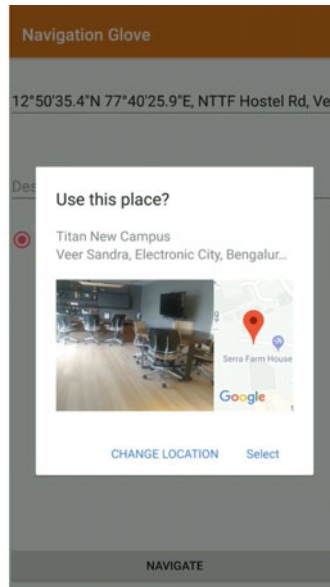 Navigation Glove
12°50'35.4"N 77°40'25.9"E, NTTF Hostel Rd, Ve
Des
Use this place?
Titan New Campus
Veer Sandra, Electronic City, Bengalur...
Serra Farm House
Google
CHANGE LOCATION Select
NAVIGATE